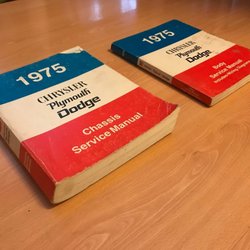 1975
CHRYSLER
Plymouth
Dodge
Chassis
Service Manual
1975
CHRYSLER
Plymouth
Dodge
Body
Service Manual